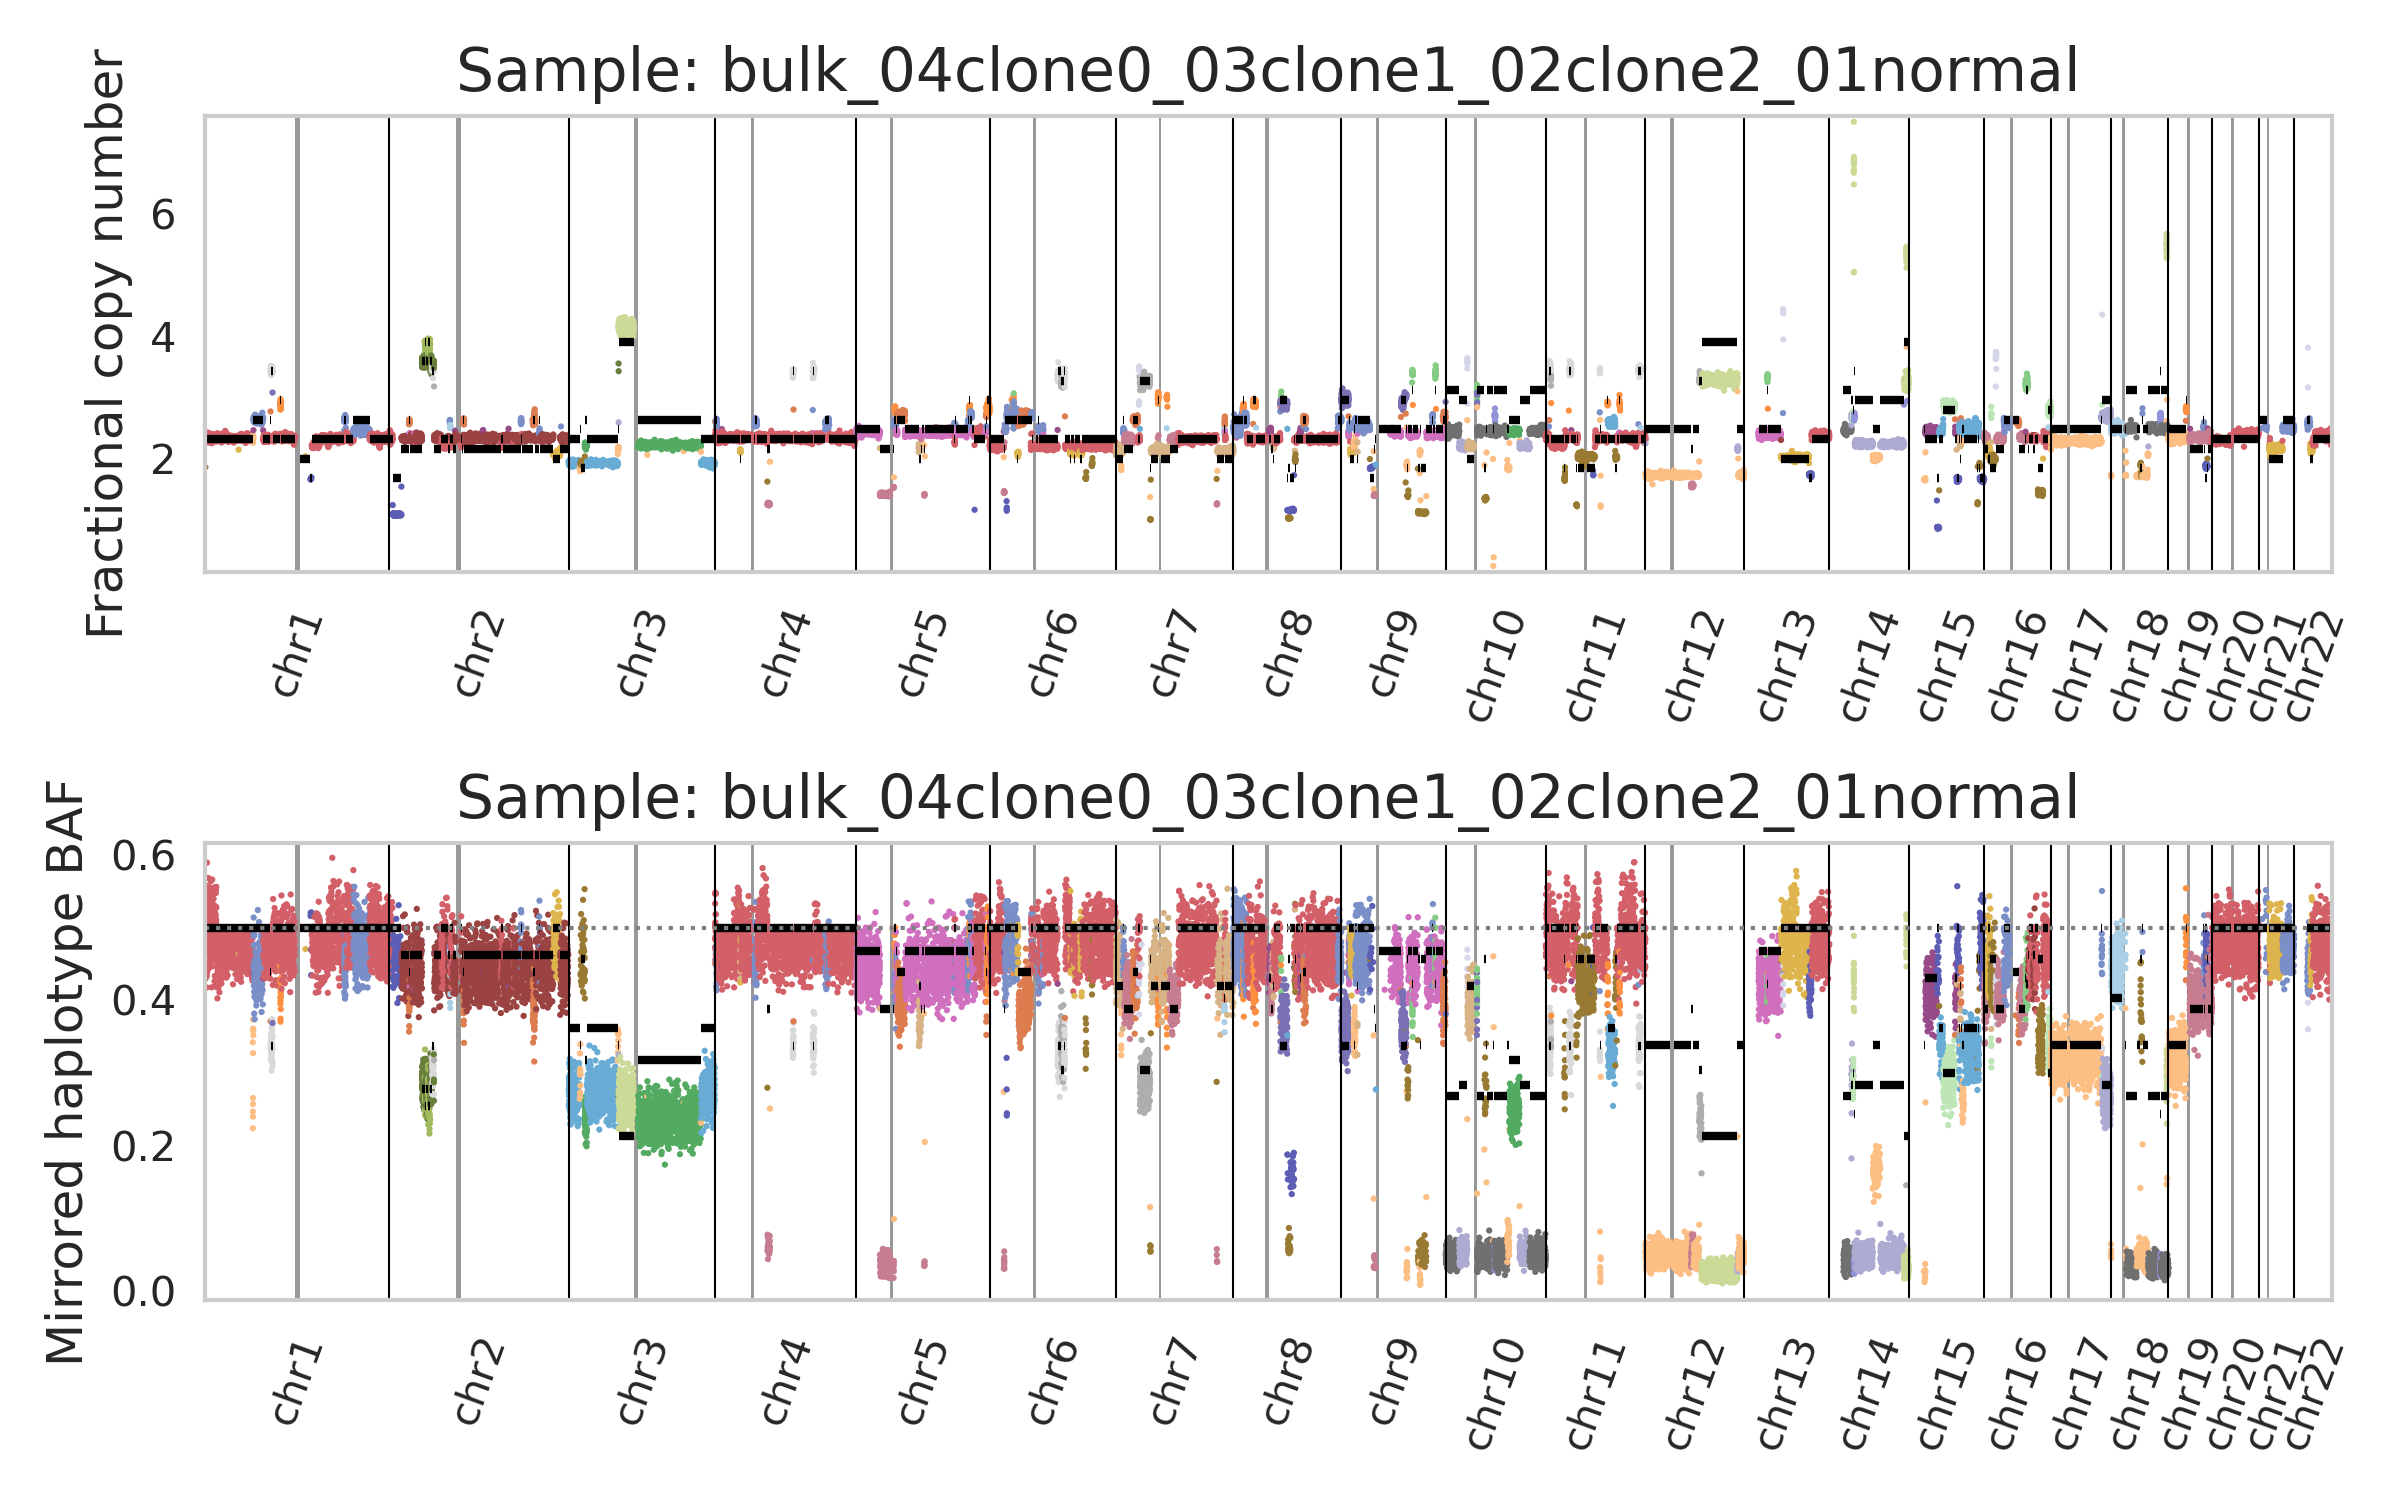 Sample: bulk_04clone0_03clone1_02clone2_01normal
Fractional copy number
6
4
2
chr1
chr2
chr3
chr4
chr5
chr6
chr7
chr8
chr9
chr10
chr11
chr12
chr13
chr14
chr15
chr16
chr17
chr18
chr19
chr20
chr21
chr22
Sample: bulk_04clone0_03clone1_02clone2_01normal
Mirrored haplotype BAF
0.6
0.4
0.2
0.0
chr1
chr2
chr3
chr4
chr5
chr6
chr7
chr8
chr9
chr10
chr11
chr12
chr13
chr14
chr15
chr16
chr17
chr18
chr19
chr20
chr21
chr22